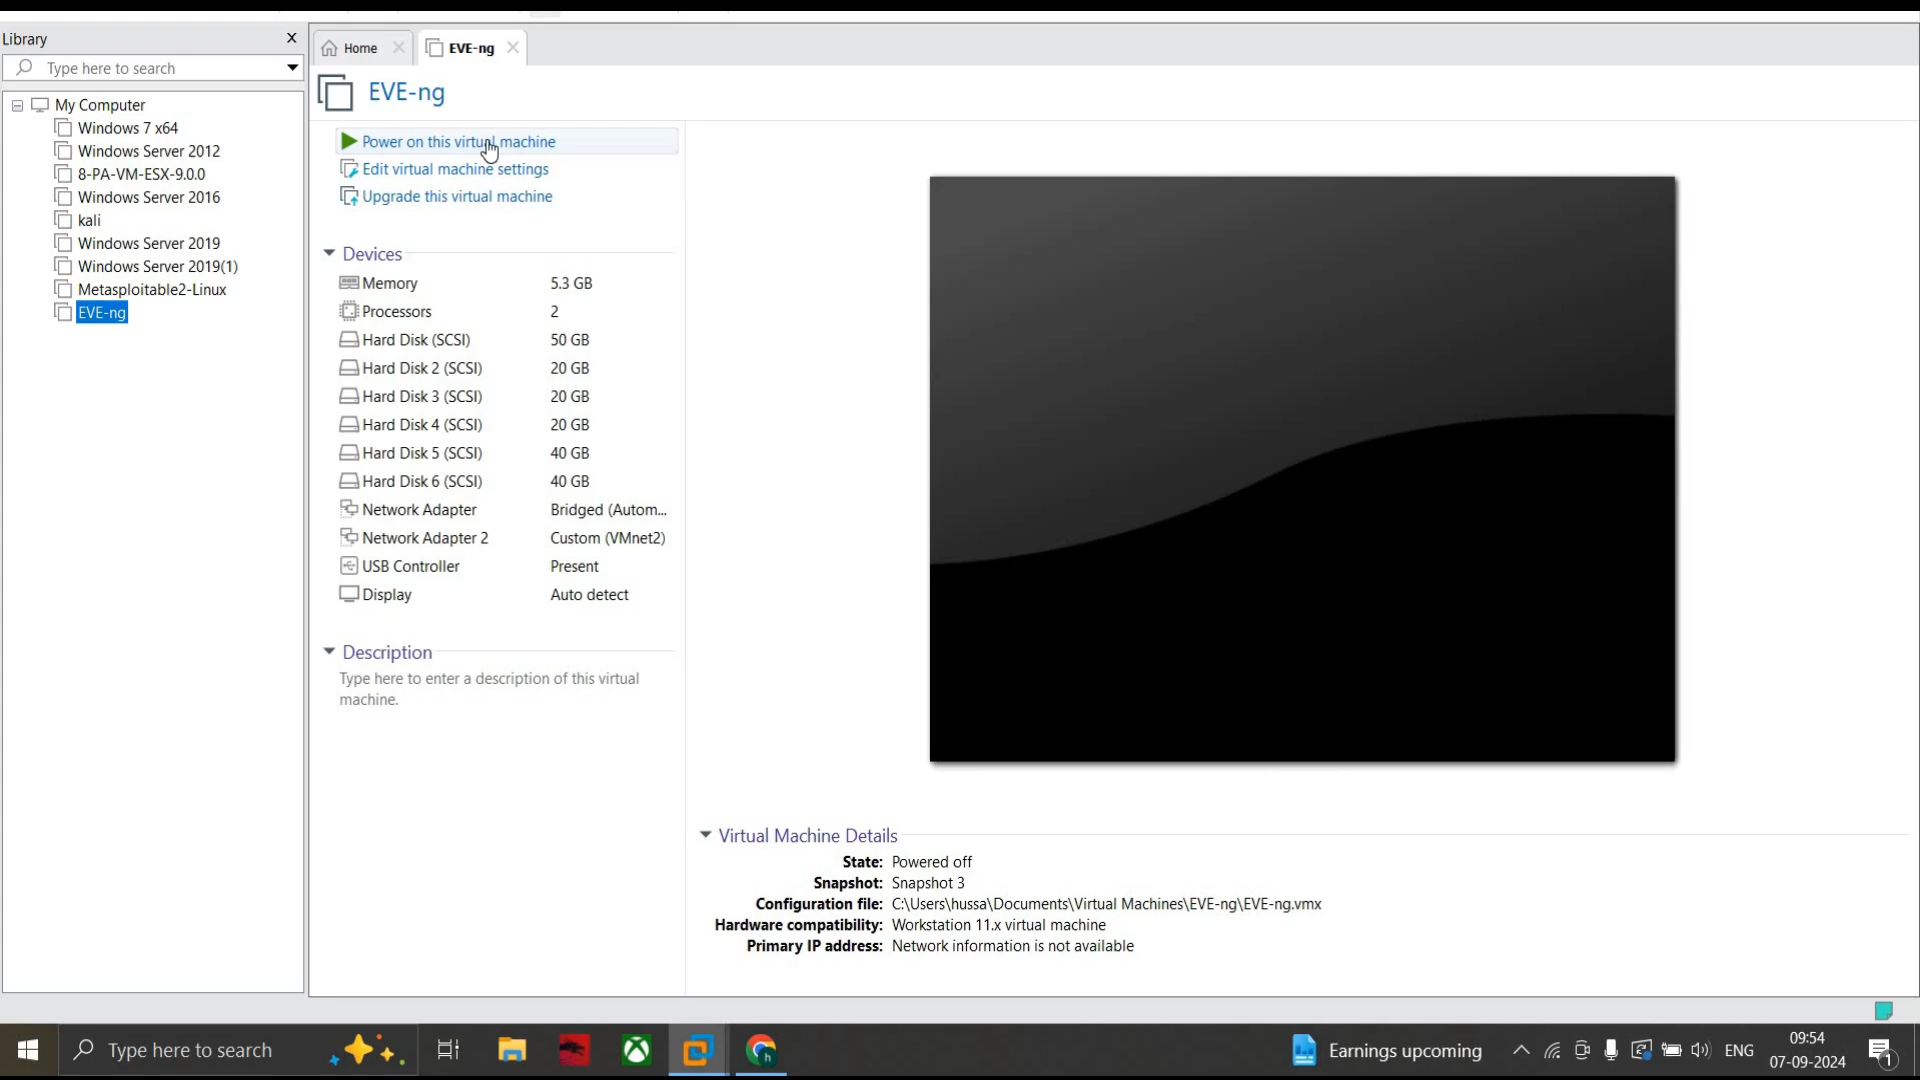 Library
Type here to search
My Computer
Windows 7 x64
Windows Server 2012
8-PA-VM-ESX-9.0.0
Windows Server 2016
kali
Windows Server 2019
Windows Server 2019(1)
Metasploitable2-Linux
EVE-ng
Home
EVE-ng
EVE-ng
Power on this virtual machine
Edit virtual machine settings
Upgrade this virtual machine
Devices
Memory 5.3 GB
Processors 2
Hard Disk (SCSI) 50 GB
Hard Disk 2 (SCSI) 20 GB
Hard Disk 3 (SCSI) 20 GB
Hard Disk 4 (SCSI) 20 GB
Hard Disk 5 (SCSI) 40 GB
Hard Disk 6 (SCSI) 40 GB
Network Adapter Bridged (Autom...
Network Adapter 2 Custom (VMnet2)
USB Controller Present
Display Auto detect
Description
Type here to enter a description of this virtual
machine.
Virtual Machine Details
State: Powered off
Snapshot: Snapshot 3
Configuration file: C:\Users\hussa\Documents\Virtual Machines\EVE-ng\EVE-ng.vmx
Hardware compatibility: Workstation 11.x virtual machine
Primary IP address: Network information is not available
Type here to search
h
Earnings upcoming
ENG
09:54
07-09-2024
1